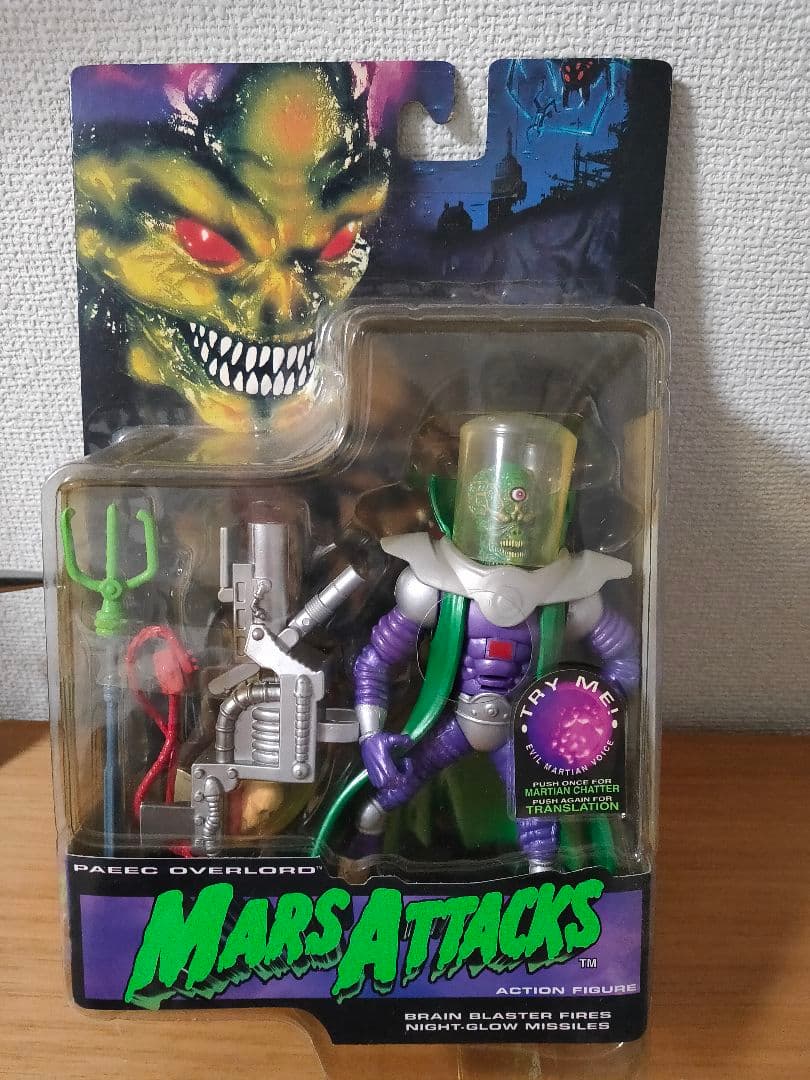 TRY ME!
EVIL MARTIAN VOICE
PUSH ONCE FOR
MARTIAN CHATTER
PUSH AGAIN FOR
TRANSLATION
PAEEC OVERLORD™
MARS ATTACKS
TM
ACTION FIGURE
BRAIN BLASTER FIRES
NIGHT-GLOW MISSILES